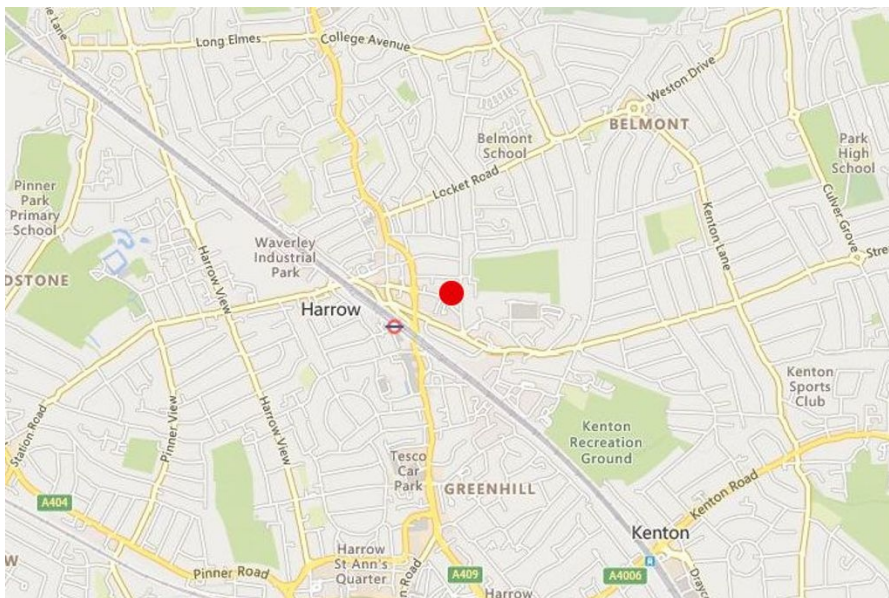 Long Elmes
College Avenue
Weston Drive
BELMONT
Belmont
School
Park
High
School
Locket Road
Culver Grove
Kenton Lane
Pinner
Park
Primary
School
Waverley
Industrial
Park
Harrow View
Harrow
Kenton
Sports
Club
Pinner View
Harrow View
Station Road
Kenton
Recreation
Ground
Tesco
Car
Park
GREENHILL
Kenton Road
A404
Kenton
Harrow
St Ann's
Quarter
Pinner Road
A409
Harrow
A4006
R